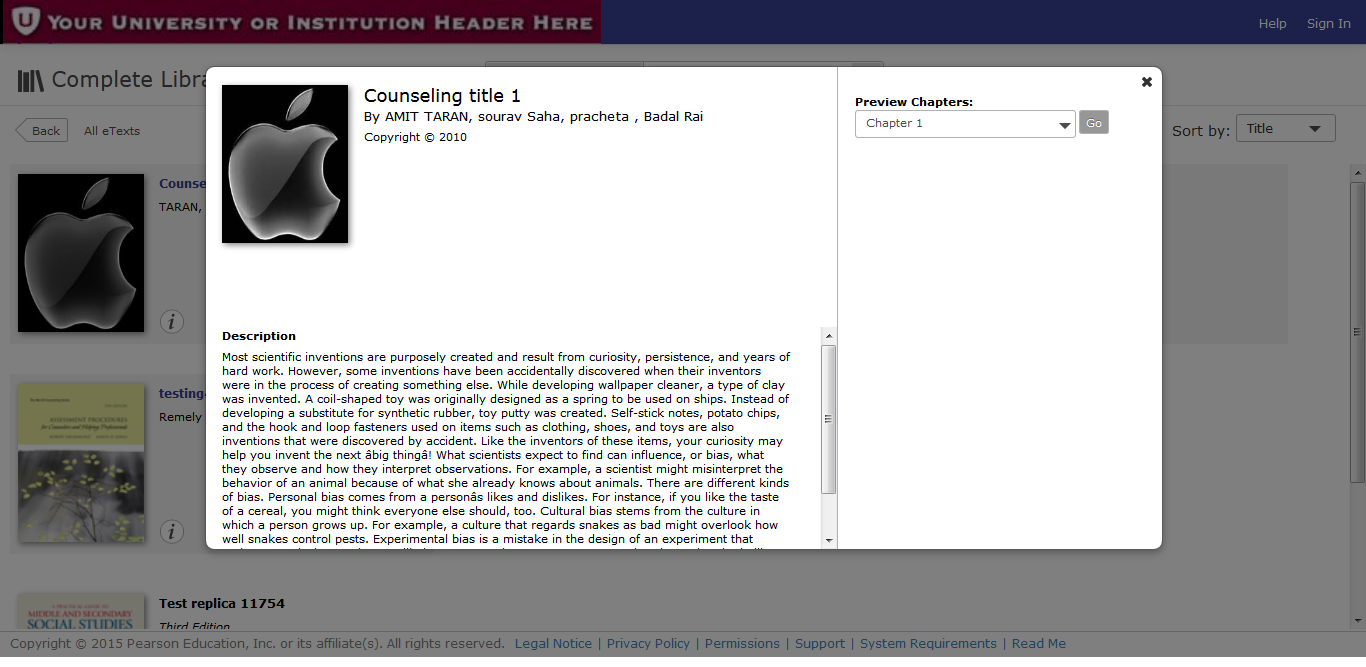 YOUR UNIVERSITY OR INSTITUTION HEADER HERE
Help Sign In
Complete Libra
Back All eTexts
Sort by: Title
Counse
TARAN,
i
testing-
Remely
i
Test replica 11754
Third Edition
MIDDLE AND SECONDARY
SOCIAL STUDIES
ASSESSMENT PROCEDURES
Counseling title 1
By AMIT TARAN, sourav Saha, pracheta , Badal Rai
Copyright © 2010
Preview Chapters:
Chapter 1 Go
Description
Most scientific inventions are purposely created and result from curiosity, persistence, and years of
hard work. However, some inventions have been accidentally discovered when their inventors
were in the process of creating something else. While developing wallpaper cleaner, a type of clay
was invented. A coil-shaped toy was originally designed as a spring to be used on ships. Instead of
developing a substitute for synthetic rubber, toy putty was created. Self-stick notes, potato chips,
and the hook and loop fasteners used on items such as clothing, shoes, and toys are also
inventions that were discovered by accident. Like the inventors of these items, your curiosity may
help you invent the next âbig thingâ! What scientists expect to find can influence, or bias, what
they observe and how they interpret observations. For example, a scientist might misinterpret the
behavior of an animal because of what she already knows about animals. There are different kinds
of bias. Personal bias comes from a personâs likes and dislikes. For instance, if you like the taste
of a cereal, you might think everyone else should, too. Cultural bias stems from the culture in
which a person grows up. For example, a culture that regards snakes as bad might overlook how
well snakes control pests. Experimental bias is a mistake in the design of an experiment that
Copyright © 2015 Pearson Education, Inc. or its affiliate(s). All rights reserved. Legal Notice | Privacy Policy | Permissions | Support | System Requirements | Read Me